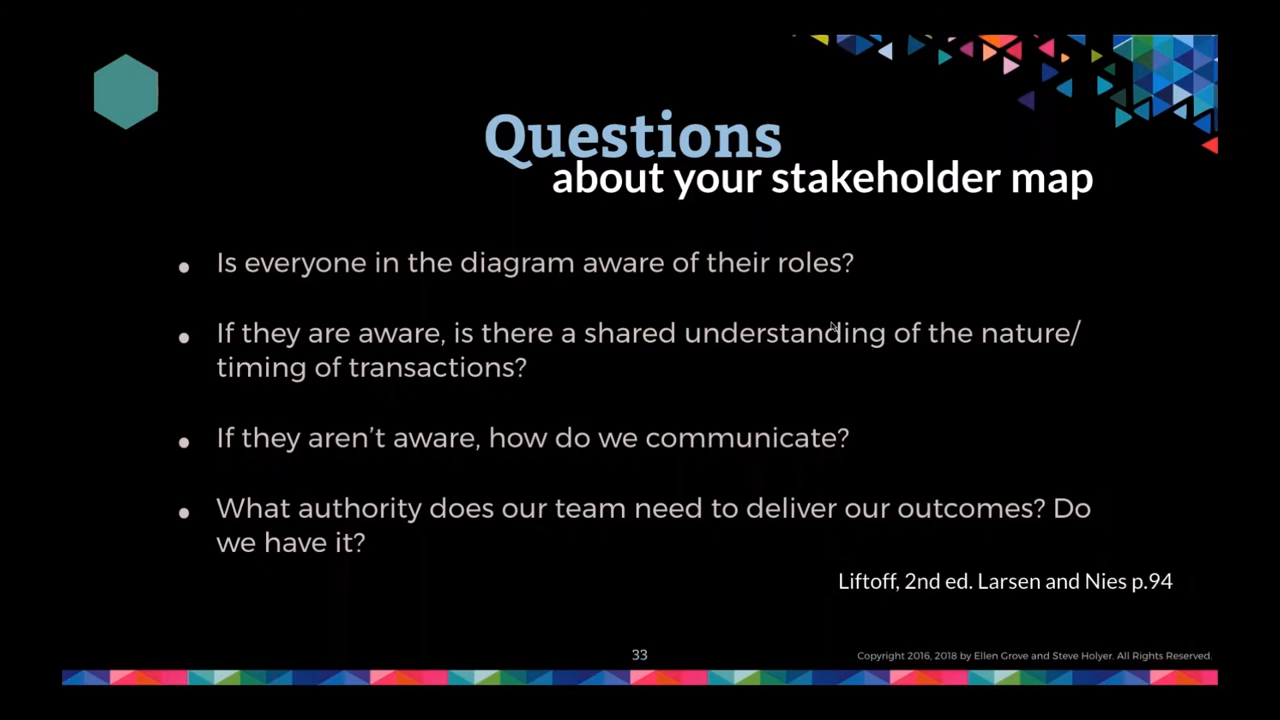 Questions
about your stakeholder map
• Is everyone in the diagram aware of their roles?
• If they are aware, is there a shared understanding of the nature/
timing of transactions?
• If they aren’t aware, how do we communicate?
• What authority does our team need to deliver our outcomes? Do
we have it?
Liftoff, 2nd ed. Larsen and Nies p.94
33
Copyright 2016, 2018 by Ellen Grove and Steve Holyer. All Rights Reserved.